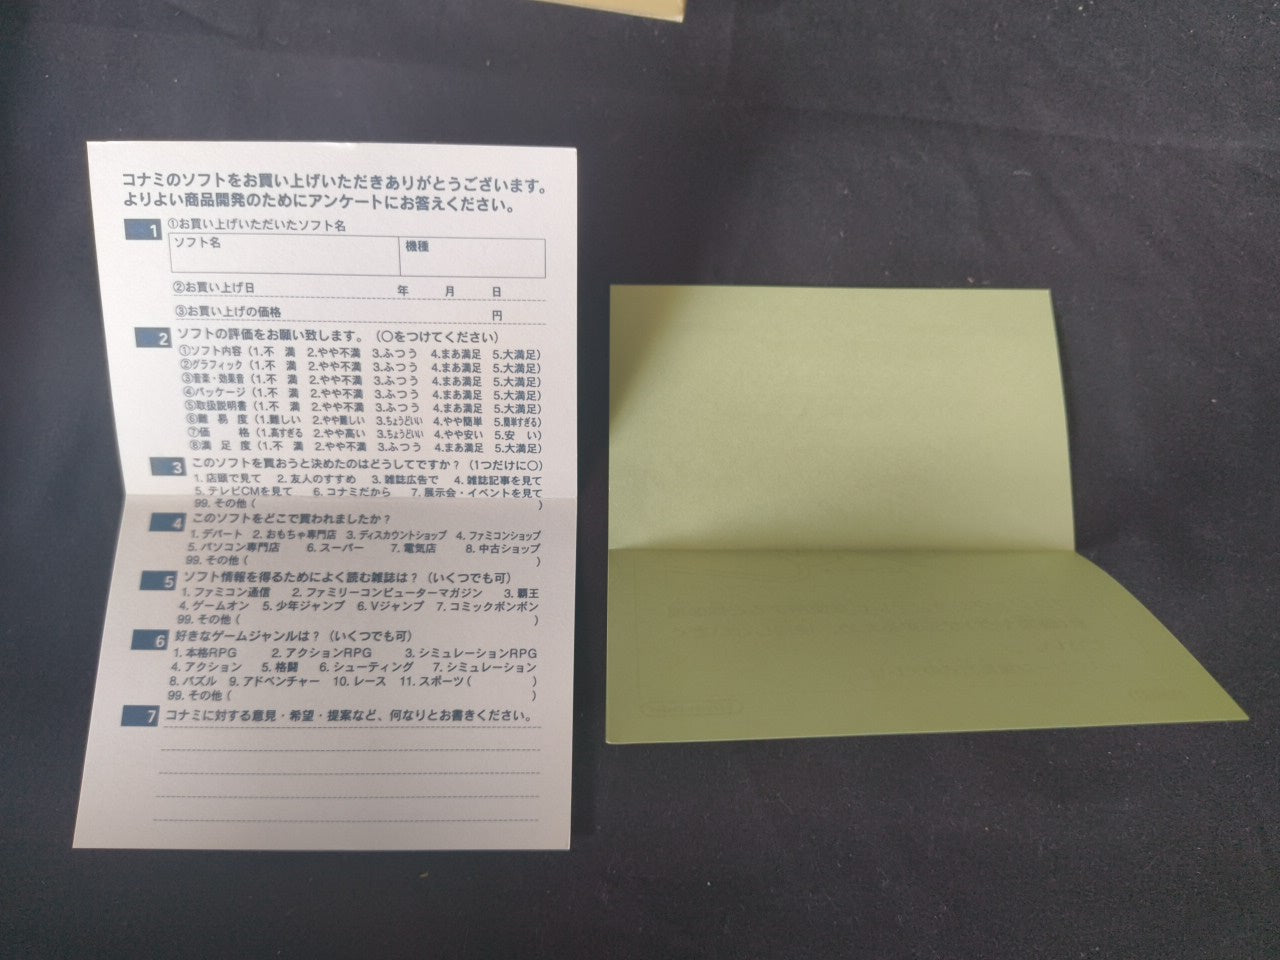 コナミのソフトをお買い上げいただきありがとうございます。
よりよい商品開発のためにアンケートにお答えください。
1 ①お買い上げいただいたソフト名
ソフト名 機種
②お買い上げ日 年 月 日
③お買い上げの価格 円
2 ソフトの評価をお願い致します。（○をつけてください）
①ソフト内容（1.不 満 2.やや不満 3.ふつう 4.まあ満足 5.大満足）
②グラフィック（1.不 満 2.やや不満 3.ふつう 4.まあ満足 5.大満足）
③音楽・効果音（1.不 満 2.やや不満 3.ふつう 4.まあ満足 5.大満足）
④パッケージ（1.不 満 2.やや不満 3.ふつう 4.まあ満足 5.大満足）
⑤取扱説明書（1.不 満 2.やや不満 3.ふつう 4.まあ満足 5.大満足）
⑥難 易 度（1.難しい 2.やや難しい 3.ちょうどいい 4.やや簡単 5.簡単すぎる）
⑦価 格（1.高すぎる 2.やや高い 3.ちょうどいい 4.やや安い 5.安 い）
⑧満 足 度（1.不 満 2.やや不満 3.ふつう 4.まあ満足 5.大満足）
3 このソフトを買おうと決めたのはどうしてですか？（1つだけに○）
1. 店頭で見て 2. 友人のすすめ 3. 雑誌広告で 4. 雑誌記事を見て
5. テレビCMを見て 6. コナミだから 7. 展示会・イベントを見て
99. その他（ ）
4 このソフトをどこで買われましたか？
1. デパート 2. おもちゃ専門店 3. ディスカウントショップ 4. ファミコンショップ
5. パソコン専門店 6. スーパー 7. 電気店 8. 中古ショップ
99. その他（ ）
5 ソフト情報を得るためによく読む雑誌は？（いくつでも可）
1. ファミコン通信 2. ファミリーコンピューターマガジン 3. 覇王
4. ゲームオン 5. 少年ジャンプ 6. Vジャンプ 7. コミックボンボン
99. その他（ ）
6 好きなゲームジャンルは？（いくつでも可）
1. 本格RPG 2. アクションRPG 3. シミュレーションRPG
4. アクション 5. 格闘 6. シューティング 7. シミュレーション
8. パズル 9. アドベンチャー 10. レース 11. スポーツ（ ）
99. その他（ ）
7 コナミに対する意見・希望・提案など、何なりとお書きください。